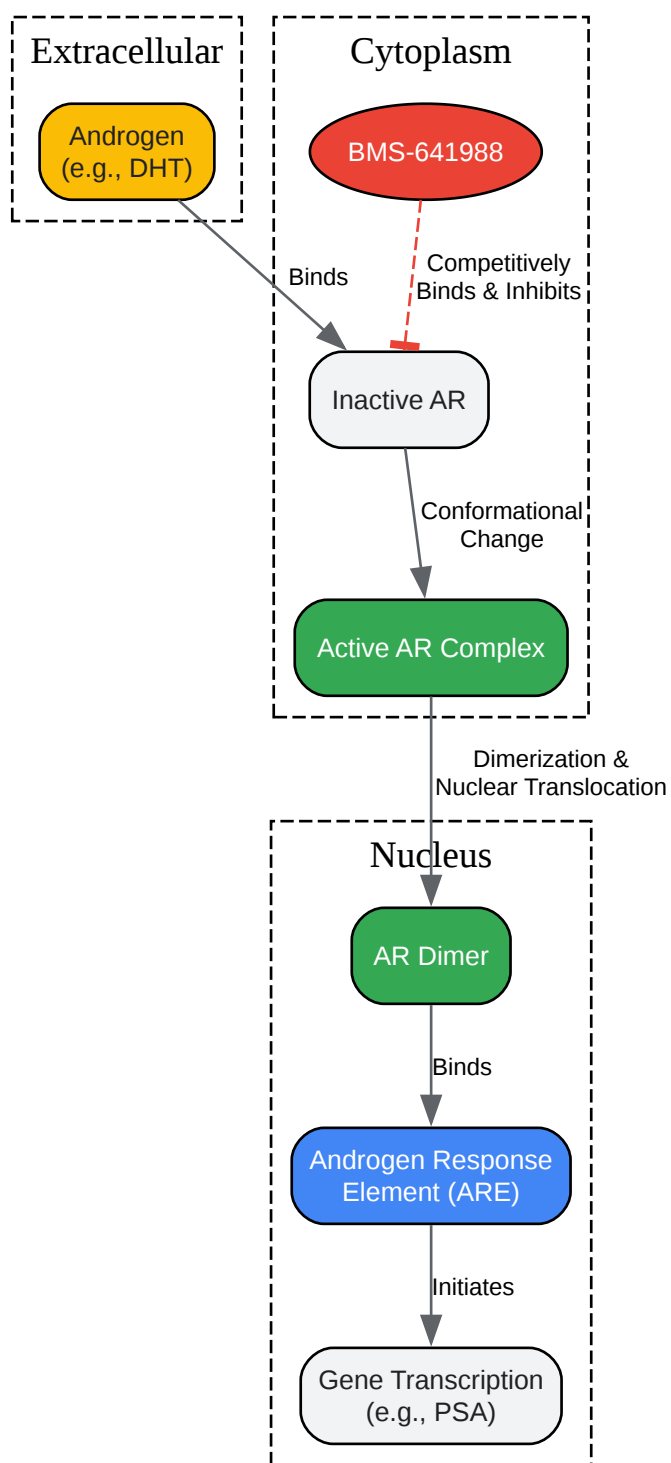 Extracellular
Cytoplasm
Androgen
(e.g., DHT)
BMS-641988
Binds
Competitively
Binds & Inhibits
Inactive AR
Conformational
Change
Active AR Complex
Dimerization &
Nuclear Translocation
Nucleus
AR Dimer
Binds
Androgen Response
Element (ARE)
Initiates
Gene Transcription
(e.g., PSA)